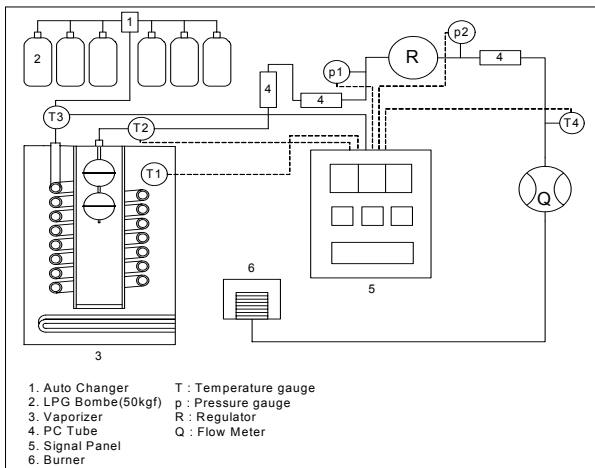 1
2
p1
R
p2
4
4
4
T3
T2
T1
T4
Q
5
6
3
1. Auto Changer
2. LPG Bombe(50kgf)
3. Vaporizer
4. PC Tube
5. Signal Panel
6. Burner
T : Temperature gauge
p : Pressure gauge
R : Regulator
Q : Flow Meter